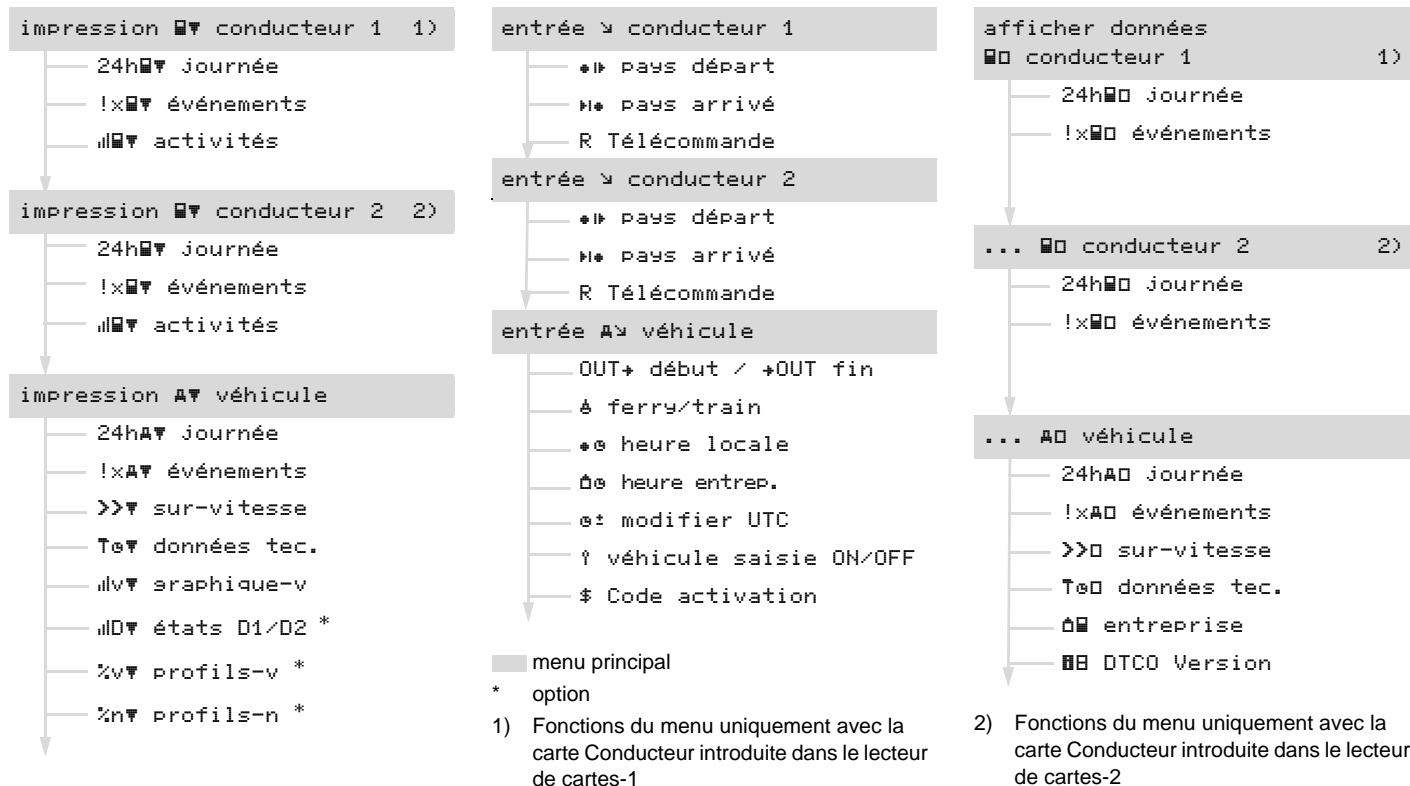 impression ▼ conducteur 1 1)
24h▼ journée
!x▼ événements
▼ activités
impression ▼ conducteur 2 2)
24h▼ journée
!x▼ événements
▼ activités
impression A▼ véhicule
24hA▼ journée
!xA▼ événements
>>▼ sur-vitesse
T▼ données tec.
v▼ graphique-v
D▼ états D1/D2 *
%v▼ profils-v *
%n▼ profils-n *
entrée ↘ conducteur 1
pays départ
pays arrivé
R Télécommande
entrée ↘ conducteur 2
pays départ
pays arrivé
R Télécommande
entrée A↘ véhicule
OUT→ début / →OUT fin
ferry/train
heure locale
heure entrep.
± modifier UTC
véhicule saisie ON/OFF
$ Code activation
menu principal
* option
1) Fonctions du menu uniquement avec la
carte Conducteur introduite dans le lecteur
de cartes-1
afficher données
conducteur 1 1)
24h journée
!x événements
... conducteur 2 2)
24h journée
!x événements
... A véhicule
24hA journée
!xA événements
>> sur-vitesse
T données tec.
entreprise
DTCO Version
2) Fonctions du menu uniquement avec la
carte Conducteur introduite dans le lecteur
de cartes-2